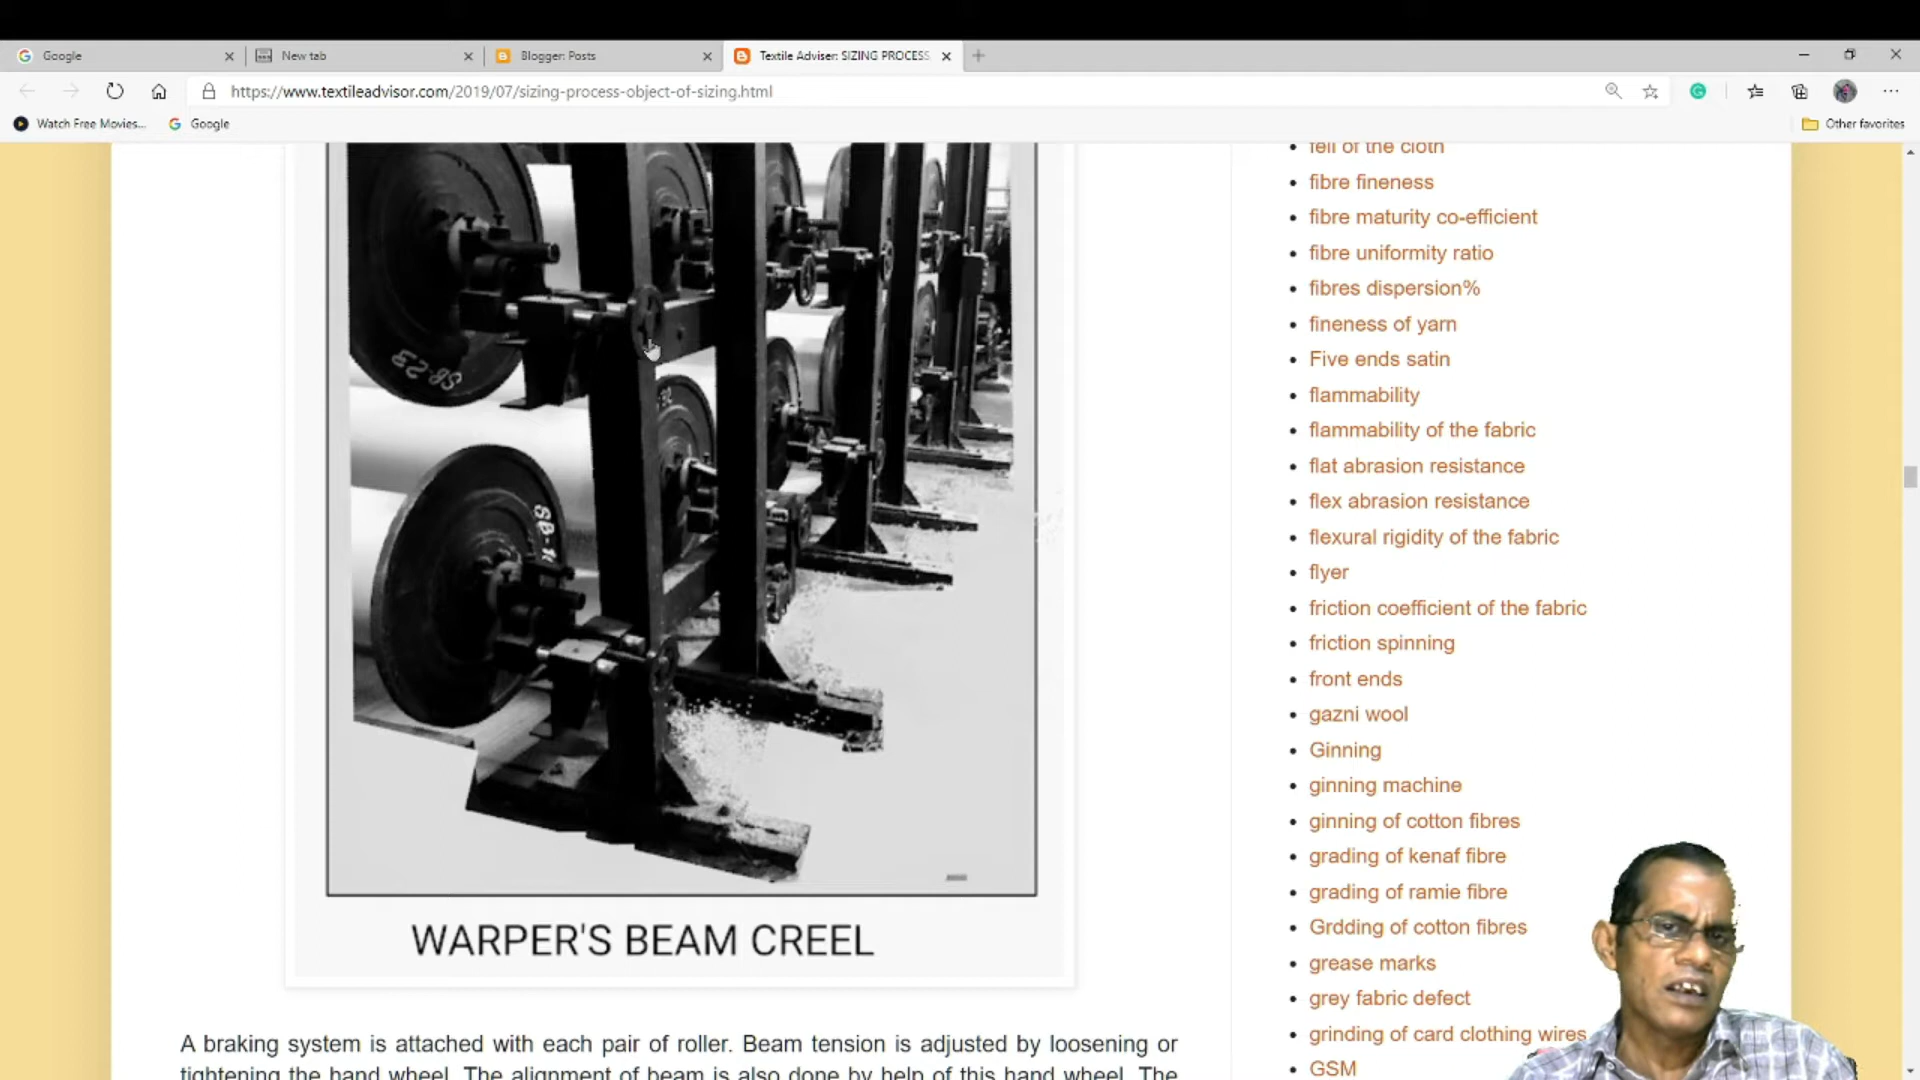 Google
New tab
Blogger: Posts
Textile Adviser: SIZING PROCESS
https://www.textileadvisor.com/2019/07/sizing-process-object-of-sizing.html
Watch Free Movies...
Google
Other favorites
SB-23
SB-1
WARPER'S BEAM CREEL
A braking system is attached with each pair of roller. Beam tension is adjusted by loosening or
tightening the hand wheel. The alignment of beam is also done by help of this hand wheel. The
fell of the cloth
fibre fineness
fibre maturity co-efficient
fibre uniformity ratio
fibres dispersion%
fineness of yarn
Five ends satin
flammability
flammability of the fabric
flat abrasion resistance
flex abrasion resistance
flexural rigidity of the fabric
flyer
friction coefficient of the fabric
friction spinning
front ends
gazni wool
Ginning
ginning machine
ginning of cotton fibres
grading of kenaf fibre
grading of ramie fibre
Grdding of cotton fibres
grease marks
grey fabric defect
grinding of card clothing wires
GSM